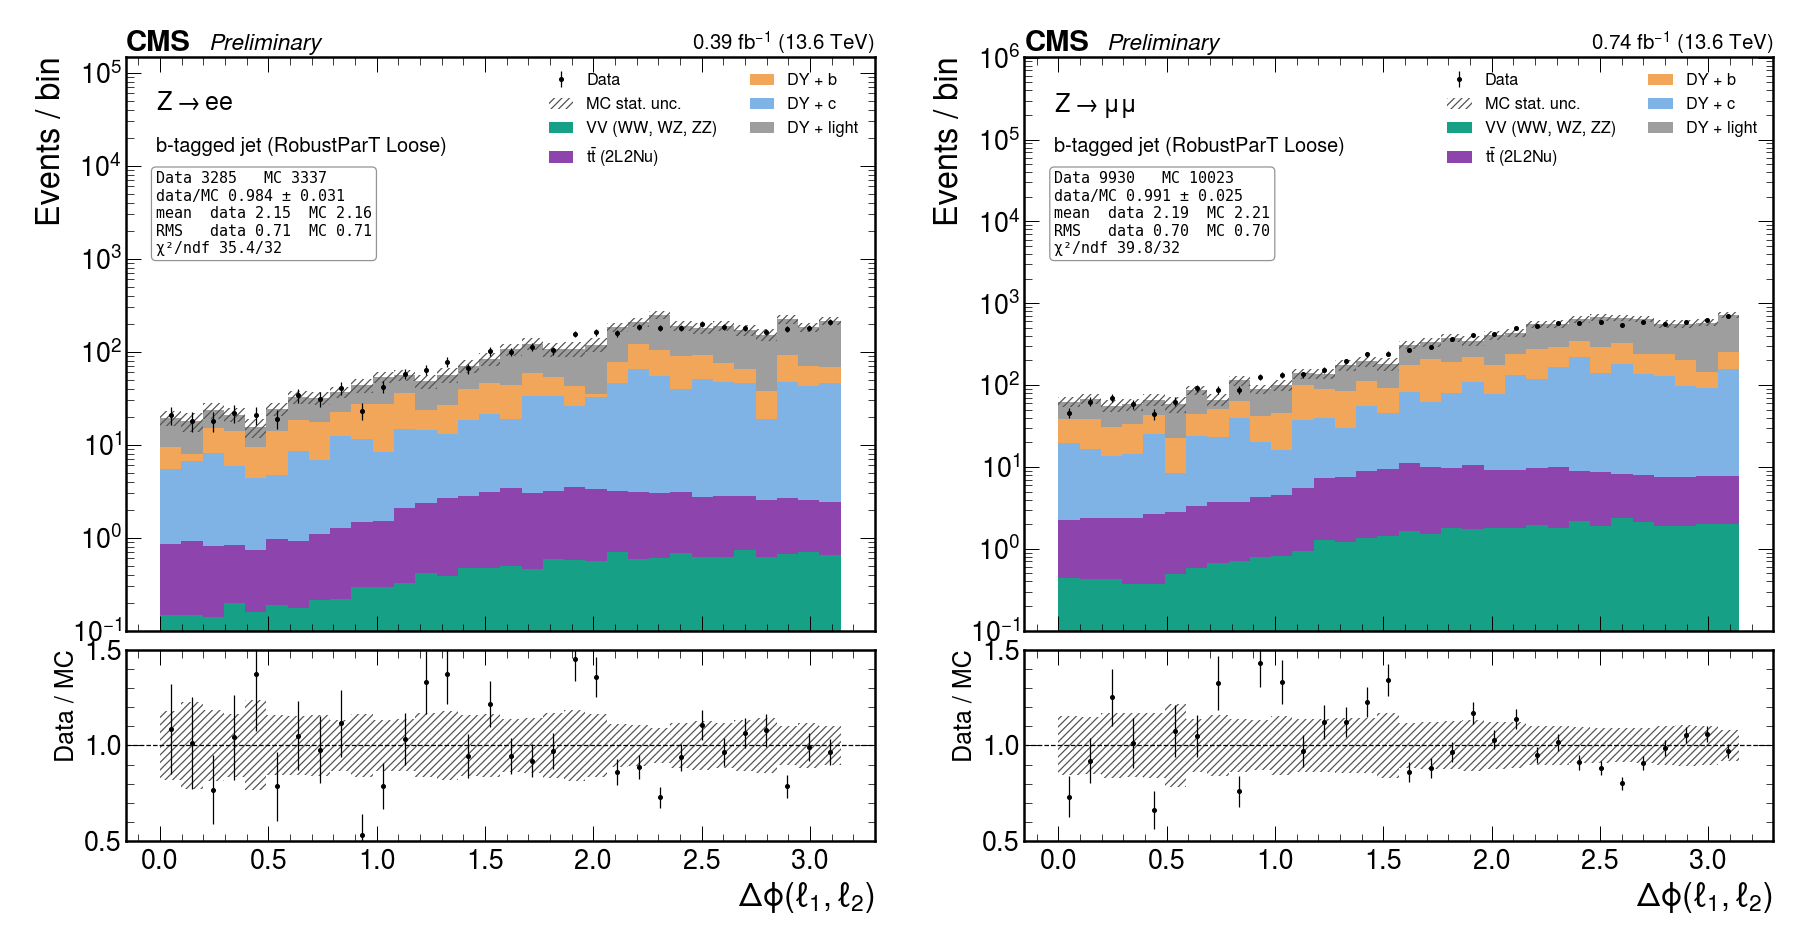 CMS Preliminary 0.39 fb⁻¹ (13.6 TeV)
Events / bin
10⁵
10⁴
10³
10²
10¹
10⁰
10⁻¹
Z → ee
b-tagged jet (RobustParT Loose)
Data 3285 MC 3337
data/MC 0.984 ± 0.031
mean data 2.15 MC 2.16
RMS data 0.71 MC 0.71
χ²/ndf 35.4/32
Data
MC stat. unc.
VV (WW, WZ, ZZ)
tt̄ (2L2Nu)
DY + b
DY + c
DY + light
Data / MC
1.5
1.0
0.5
0.0 0.5 1.0 1.5 2.0 2.5 3.0
Δϕ(ℓ₁, ℓ₂)
CMS Preliminary 0.74 fb⁻¹ (13.6 TeV)
Events / bin
10⁶
10⁵
10⁴
10³
10²
10¹
10⁰
10⁻¹
Z → μμ
b-tagged jet (RobustParT Loose)
Data 9930 MC 10023
data/MC 0.991 ± 0.025
mean data 2.19 MC 2.21
RMS data 0.70 MC 0.70
χ²/ndf 39.8/32
Data
MC stat. unc.
VV (WW, WZ, ZZ)
tt̄ (2L2Nu)
DY + b
DY + c
DY + light
Data / MC
1.5
1.0
0.5
0.0 0.5 1.0 1.5 2.0 2.5 3.0
Δϕ(ℓ₁, ℓ₂)